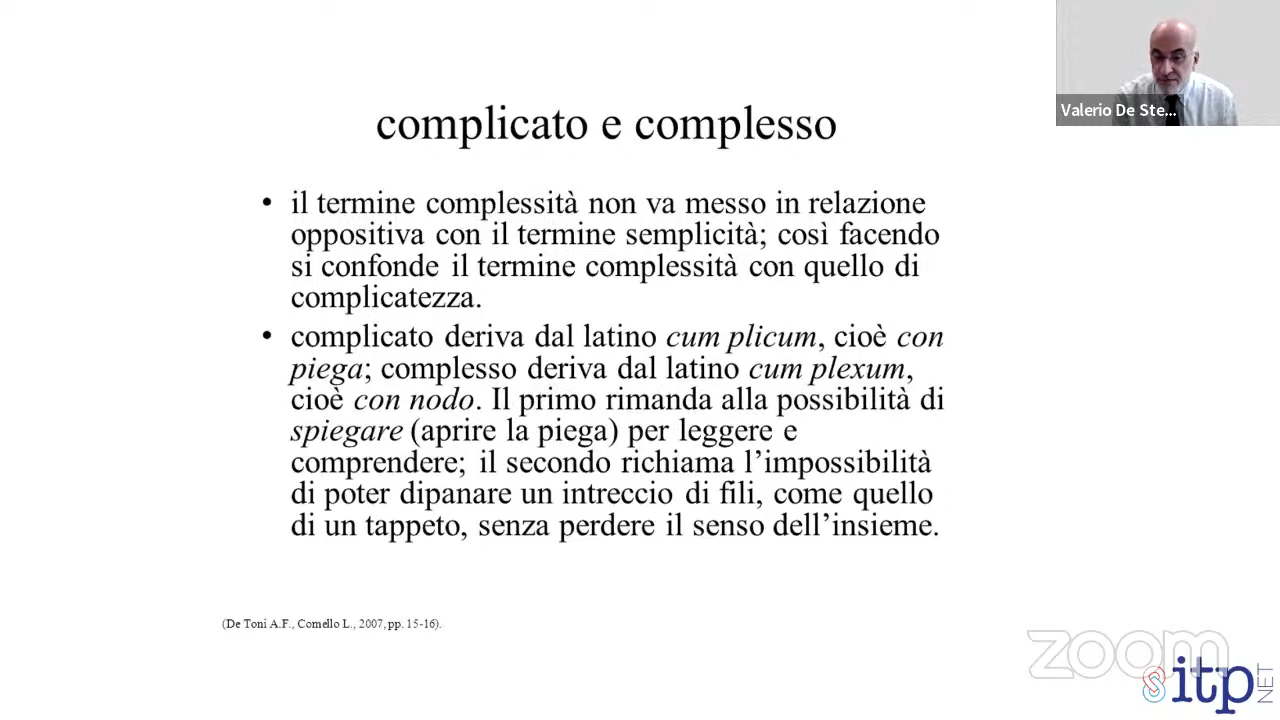 complicato e complesso
• il termine complessità non va messo in relazione
oppositiva con il termine semplicità; così facendo
si confonde il termine complessità con quello di
complicatezza.
• complicato deriva dal latino cum plicum, cioè con
piega; complesso deriva dal latino cum plexum,
cioè con nodo. Il primo rimanda alla possibilità di
spiegare (aprire la piega) per leggere e
comprendere; il secondo richiama l’impossibilità
di poter dipanare un intreccio di fili, come quello
di un tappeto, senza perdere il senso dell’insieme.
(De Toni A.F., Comello L., 2007, pp. 15-16).
Valerio De Ste...
zoom
sitp
NET